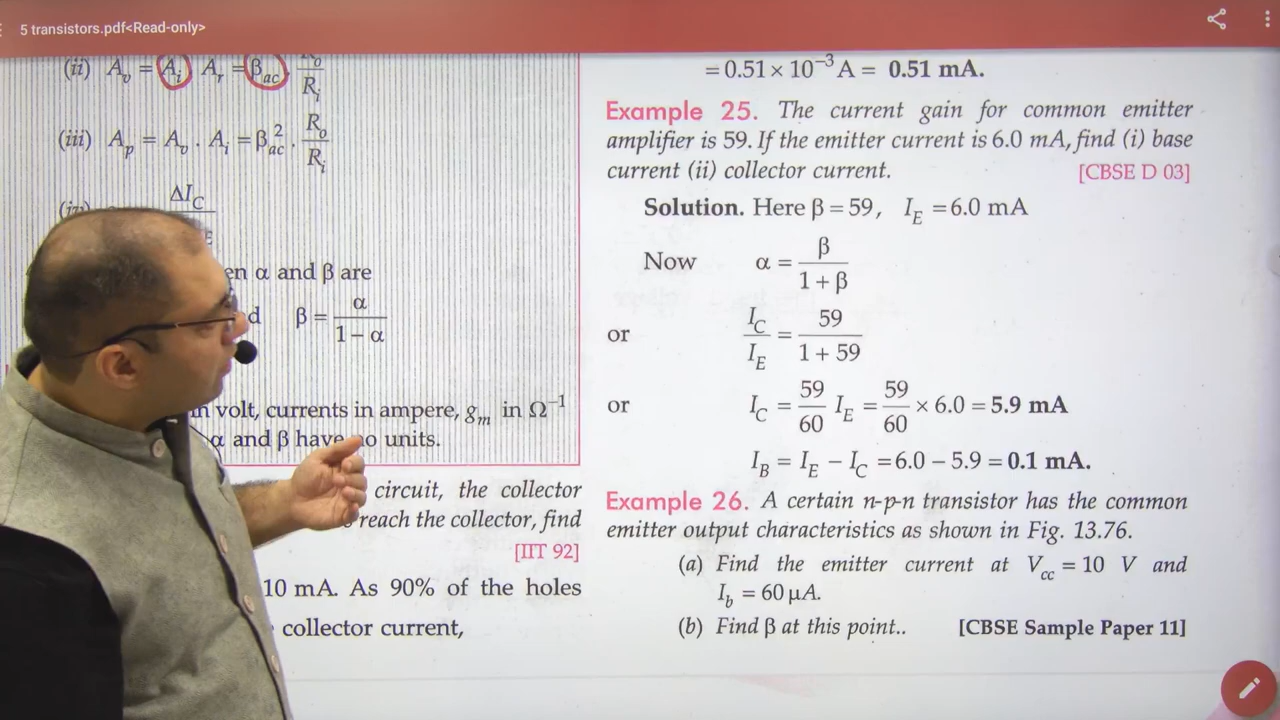 5 transistors.pdf<Read-only>
(ii) A_v = A_i A_r = β_ac . R_o / R_i
(iii) A_p = A_v . A_i = β²_ac . R_o / R_i
ΔI_C
en α and β are
β = α / (1 − α)
in volt, currents in ampere, g_m in Ω⁻¹
α and β have no units.
circuit, the collector
reach the collector, find
[IIT 92]
10 mA. As 90% of the holes
collector current,
= 0.51 × 10⁻³ A = 0.51 mA.
Example 25. The current gain for common emitter
amplifier is 59. If the emitter current is 6.0 mA, find (i) base
current (ii) collector current. [CBSE D 03]
Solution. Here β = 59, I_E = 6.0 mA
Now α = β / (1 + β)
or I_C / I_E = 59 / (1 + 59)
or I_C = 59/60 I_E = 59/60 × 6.0 = 5.9 mA
I_B = I_E − I_C = 6.0 − 5.9 = 0.1 mA.
Example 26. A certain n-p-n transistor has the common
emitter output characteristics as shown in Fig. 13.76.
(a) Find the emitter current at V_cc = 10 V and
I_b = 60 μA.
(b) Find β at this point.. [CBSE Sample Paper 11]